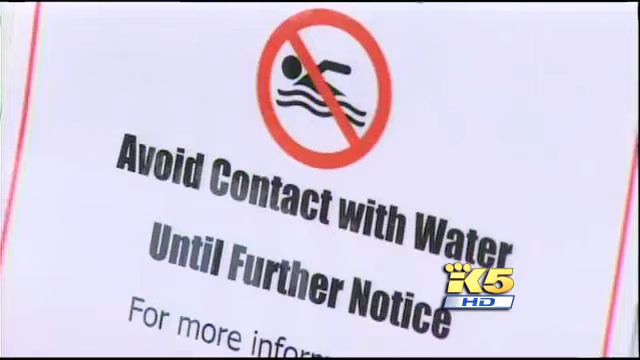 Avoid Contact with Water
Until Further Notice
For more
K5
HD